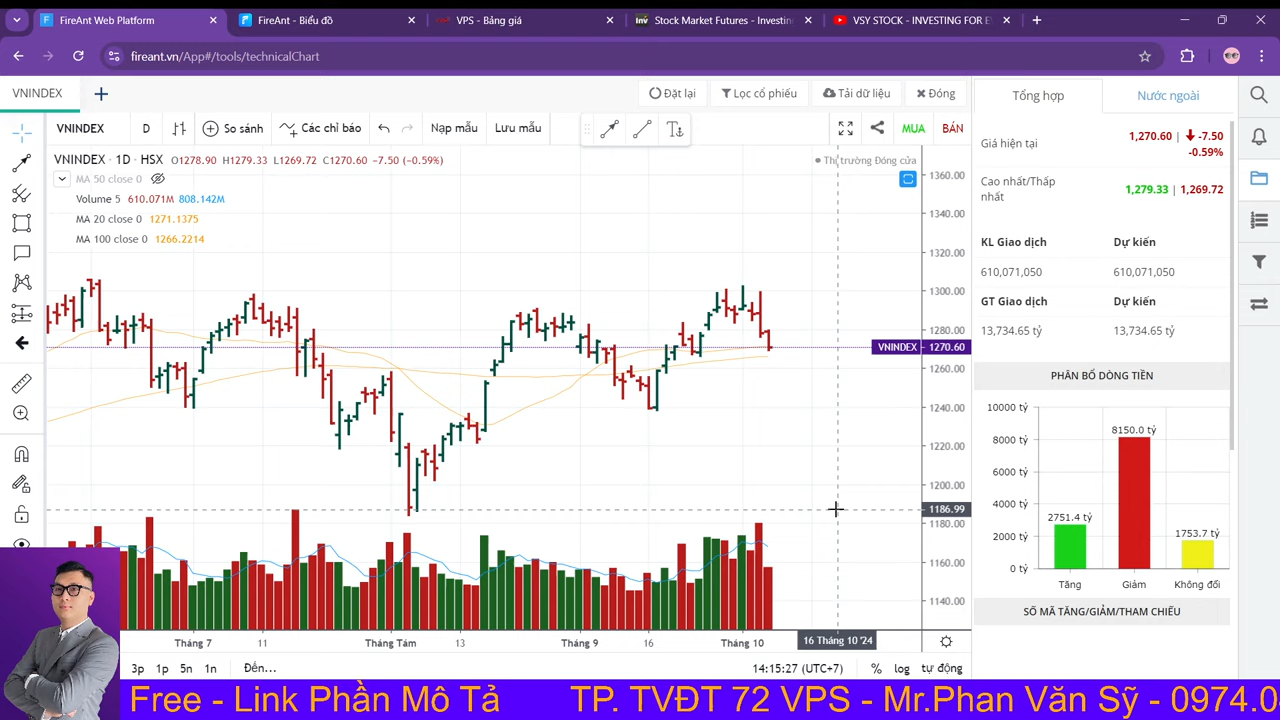 FireAnt Web Platform
FireAnt - Biểu đồ
VPS - Bảng giá
Stock Market Futures - Investin
VSY STOCK - INVESTING FOR E
fireant.vn/App#/tools/technicalChart
VNINDEX
Đặt lại
Lọc cổ phiếu
Tải dữ liệu
Đóng
VNINDEX
D
So sánh
Các chỉ báo
Nạp mẫu
Lưu mẫu
MUA
BÁN
VNINDEX · 1D · HSX O1278.90 H1279.33 L1269.72 C1270.60 -7.50 (-0.59%)
Thị trường Đóng cửa
MA 50 close 0
Volume 5 610.071M 808.142M
MA 20 close 0 1271.1375
MA 100 close 0 1266.2214
1360.00
1340.00
1320.00
1300.00
1280.00
VNINDEX 1270.60
1260.00
1240.00
1220.00
1200.00
1186.99
1180.00
1160.00
1140.00
Tháng 7
11
Tháng Tám
13
Tháng 9
16
Tháng 10
16 Tháng 10 '24
3p 1p 5n 1n Đến...
14:15:27 (UTC+7)
% log tự động
Tổng hợp
Nước ngoài
Giá hiện tại
1,270.60 | -7.50
-0.59%
Cao nhất/Thấp
nhất
1,279.33 | 1,269.72
KL Giao dịch Dự kiến
610,071,050 610,071,050
GT Giao dịch Dự kiến
13,734.65 tỷ 13,734.65 tỷ
PHÂN BỔ DÒNG TIỀN
10000 tỷ
8000 tỷ
6000 tỷ
4000 tỷ
2000 tỷ
0 tỷ
2751.4 tỷ
8150.0 tỷ
1753.7 tỷ
Tăng Giảm Không đổi
SỐ MÃ TĂNG/GIẢM/THAM CHIẾU
Free - Link Phần Mô Tả TP. TVĐT 72 VPS - Mr.Phan Văn Sỹ - 0974.0